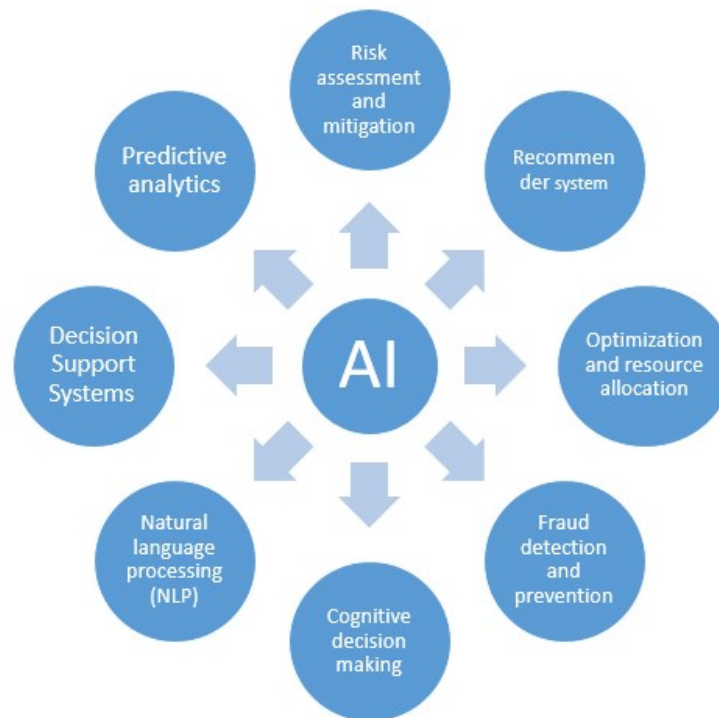 Risk
assessment
and
mitigation
Recommen
der system
Optimization
and resource
allocation
Fraud
detection
and
prevention
Cognitive
decision
making
Natural
language
processing
(NLP)
Decision
Support
Systems
Predictive
analytics
AI